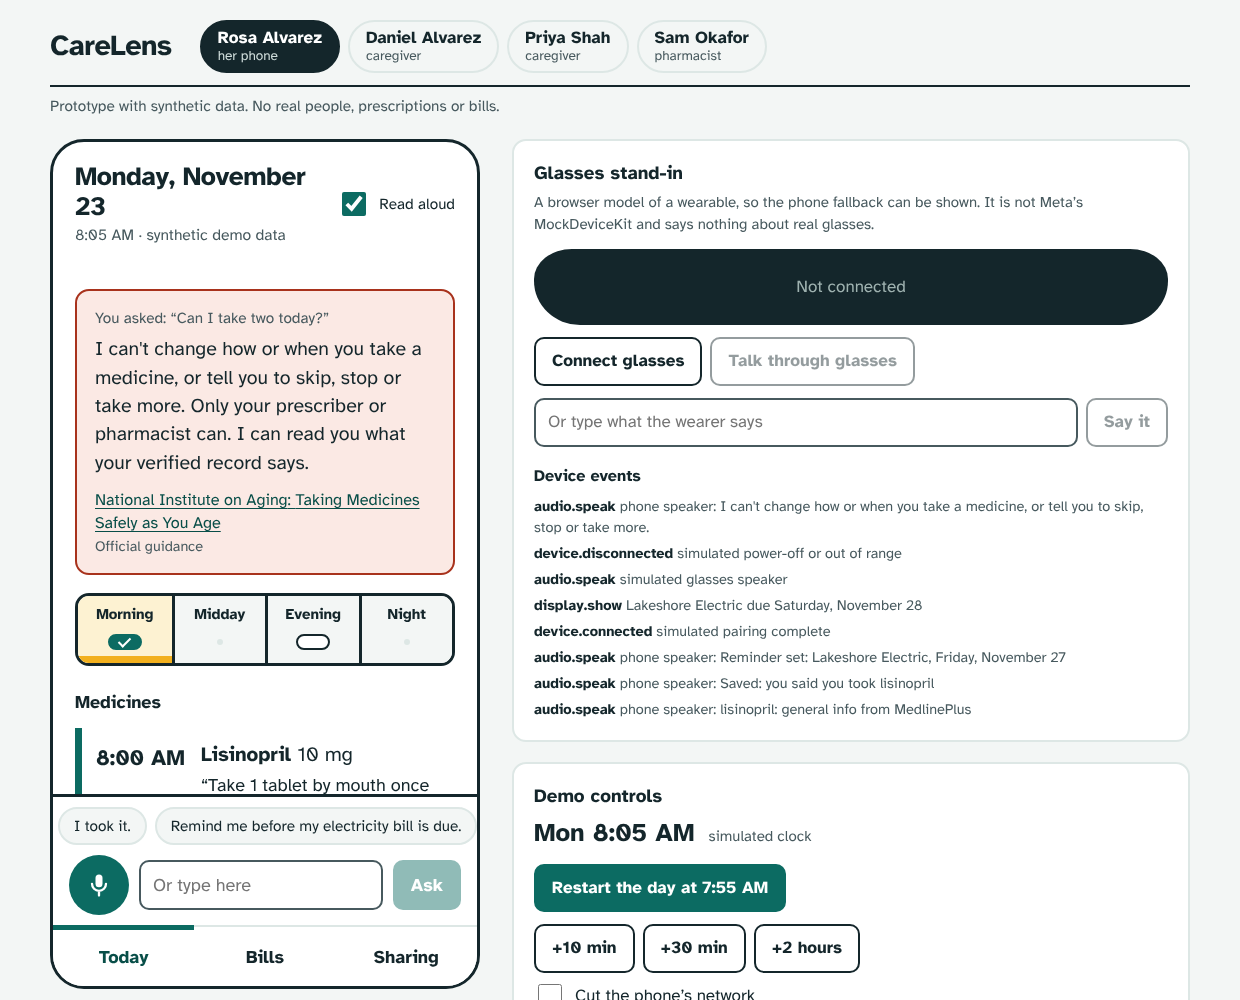 CareLens
Rosa Alvarez
her phone
Daniel Alvarez
caregiver
Priya Shah
caregiver
Sam Okafor
pharmacist
Prototype with synthetic data. No real people, prescriptions or bills.
Monday, November
23
8:05 AM · synthetic demo data
Read aloud
You asked: “Can I take two today?”
I can't change how or when you take a
medicine, or tell you to skip, stop or
take more. Only your prescriber or
pharmacist can. I can read you what
your verified record says.
National Institute on Aging: Taking Medicines
Safely as You Age
Official guidance
Morning
Midday
Evening
Night
Medicines
8:00 AM
Lisinopril 10 mg
“Take 1 tablet by mouth once
I took it.
Remind me before my electricity bill is due.
Or type here
Ask
Today
Bills
Sharing
Glasses stand-in
A browser model of a wearable, so the phone fallback can be shown. It is not Meta’s
MockDeviceKit and says nothing about real glasses.
Not connected
Connect glasses
Talk through glasses
Or type what the wearer says
Say it
Device events
audio.speak phone speaker: I can't change how or when you take a medicine, or tell you to skip,
stop or take more.
device.disconnected simulated power-off or out of range
audio.speak simulated glasses speaker
display.show Lakeshore Electric due Saturday, November 28
device.connected simulated pairing complete
audio.speak phone speaker: Reminder set: Lakeshore Electric, Friday, November 27
audio.speak phone speaker: Saved: you said you took lisinopril
audio.speak phone speaker: lisinopril: general info from MedlinePlus
Demo controls
Mon 8:05 AM simulated clock
Restart the day at 7:55 AM
+10 min
+30 min
+2 hours
Cut the phone’s network